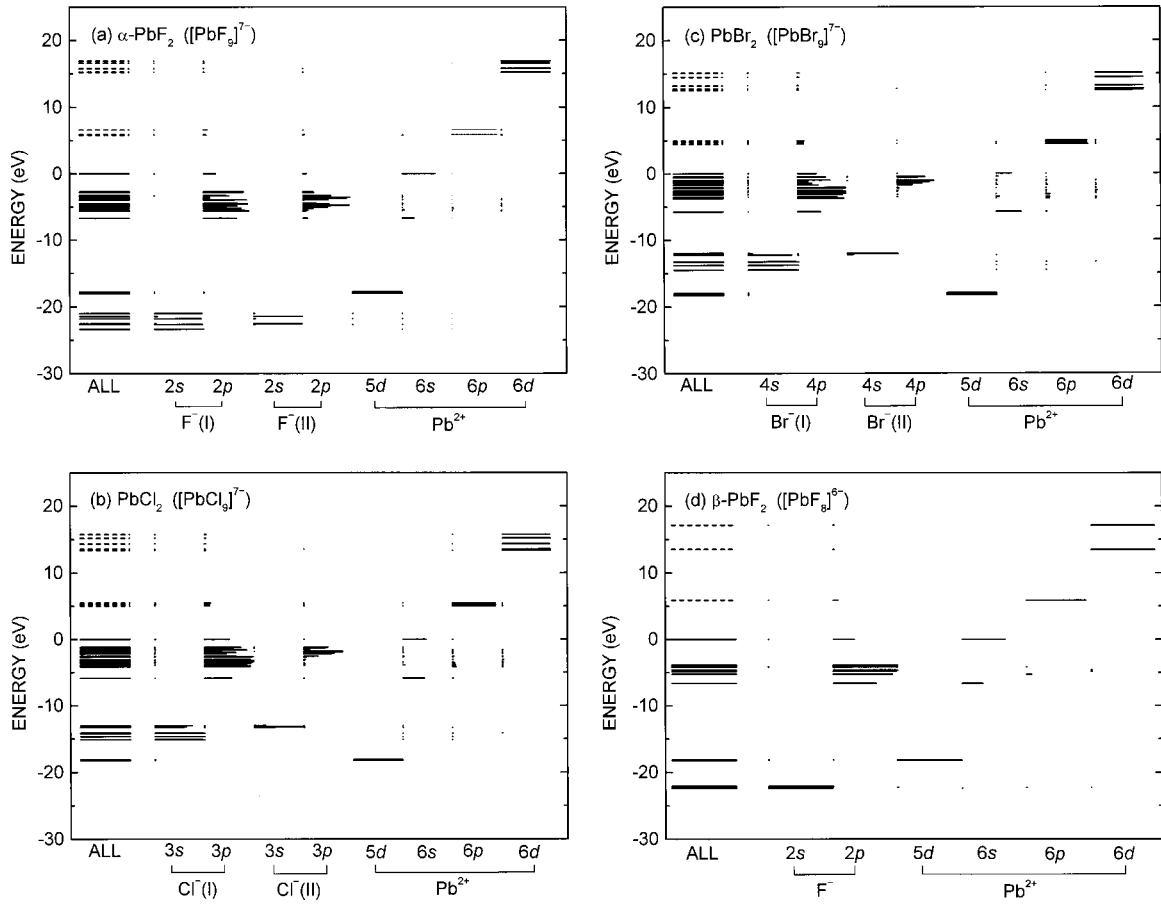 (a) α-PbF₂ ([PbF₉]⁷⁻)
ENERGY (eV)
20
10
0
-10
-20
-30
ALL 2s 2p 2s 2p 5d 6s 6p 6d
F⁻(I) F⁻(II) Pb²⁺
(c) PbBr₂ ([PbBr₉]⁷⁻)
ENERGY (eV)
20
10
0
-10
-20
-30
ALL 4s 4p 4s 4p 5d 6s 6p 6d
Br⁻(I) Br⁻(II) Pb²⁺
(b) PbCl₂ ([PbCl₉]⁷⁻)
ENERGY (eV)
20
10
0
-10
-20
-30
ALL 3s 3p 3s 3p 5d 6s 6p 6d
Cl⁻(I) Cl⁻(II) Pb²⁺
(d) β-PbF₂ ([PbF₈]⁶⁻)
ENERGY (eV)
20
10
0
-10
-20
-30
ALL 2s 2p 5d 6s 6p 6d
F⁻ Pb²⁺